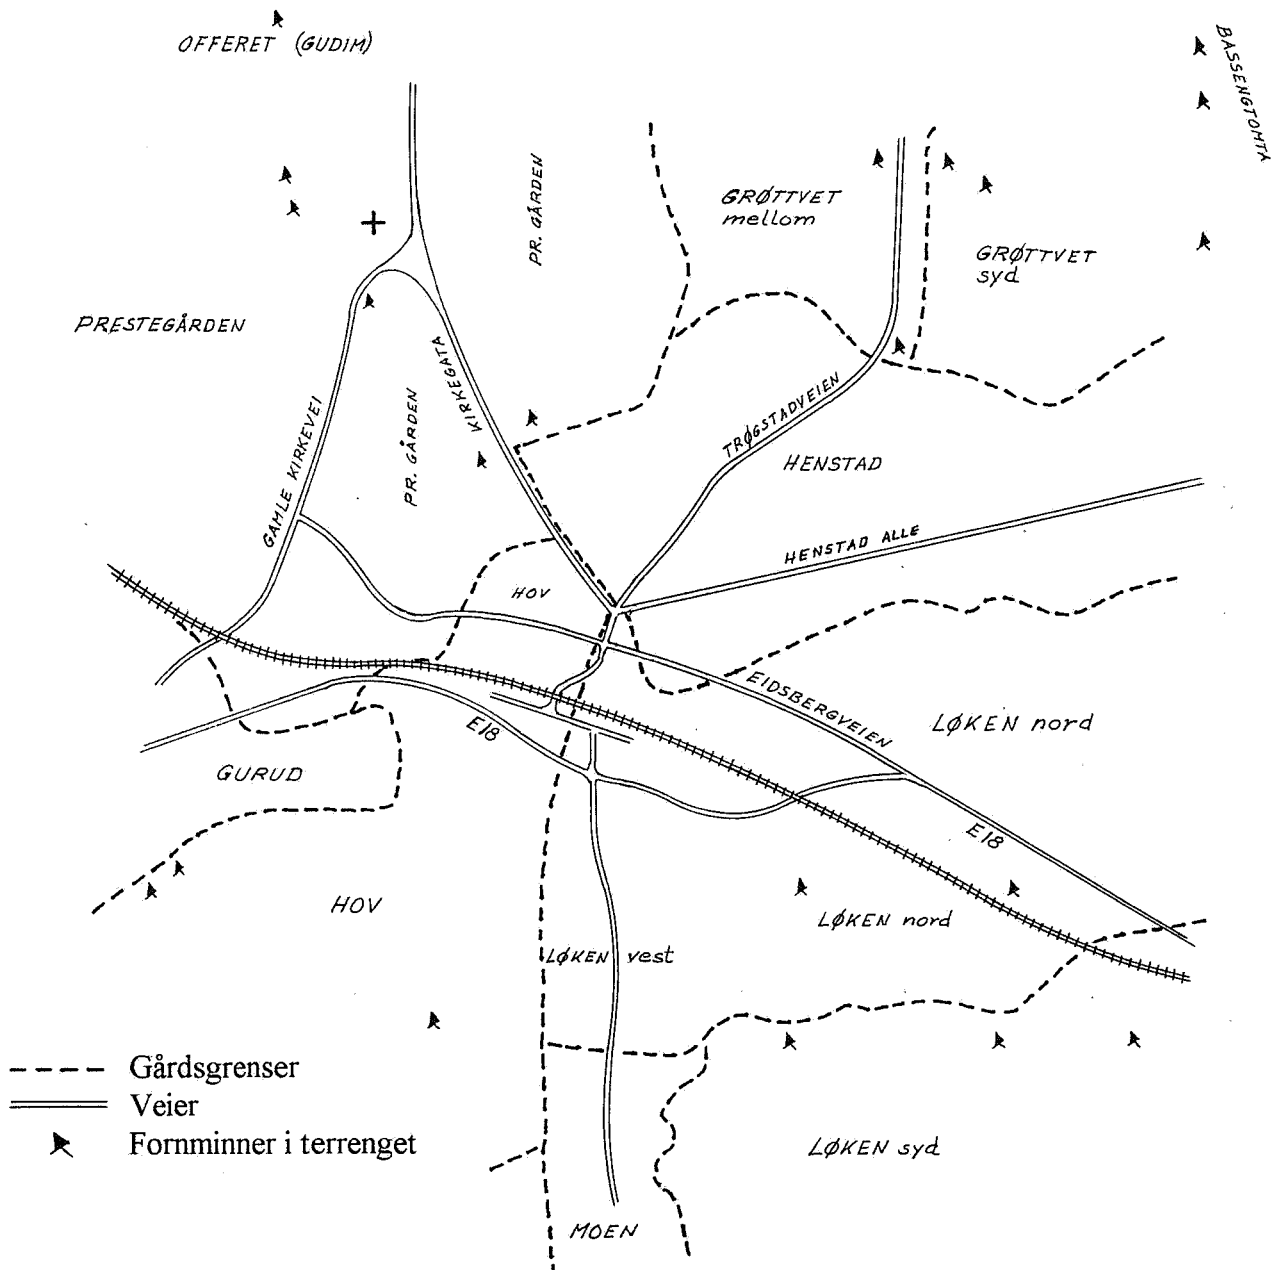 OFFERET (GUDIM)
BASSENGTOMTA
PR. GÅRDEN
GRØTTVET
mellom
GRØTTVET
syd
PRESTEGÅRDEN
KIRKEGATA
GAMLE KIRKEVEI
PR. GÅRDEN
TRØGSTADVEIEN
HENSTAD
HENSTAD ALLE
HOV
EIDSBERGVEIEN
LØKEN nord
E18
GURUD
E18
HOV
LØKEN nord
LØKEN vest
Gårdsgrenser
Veier
Fornminner i terrenget
LØKEN syd
MOEN